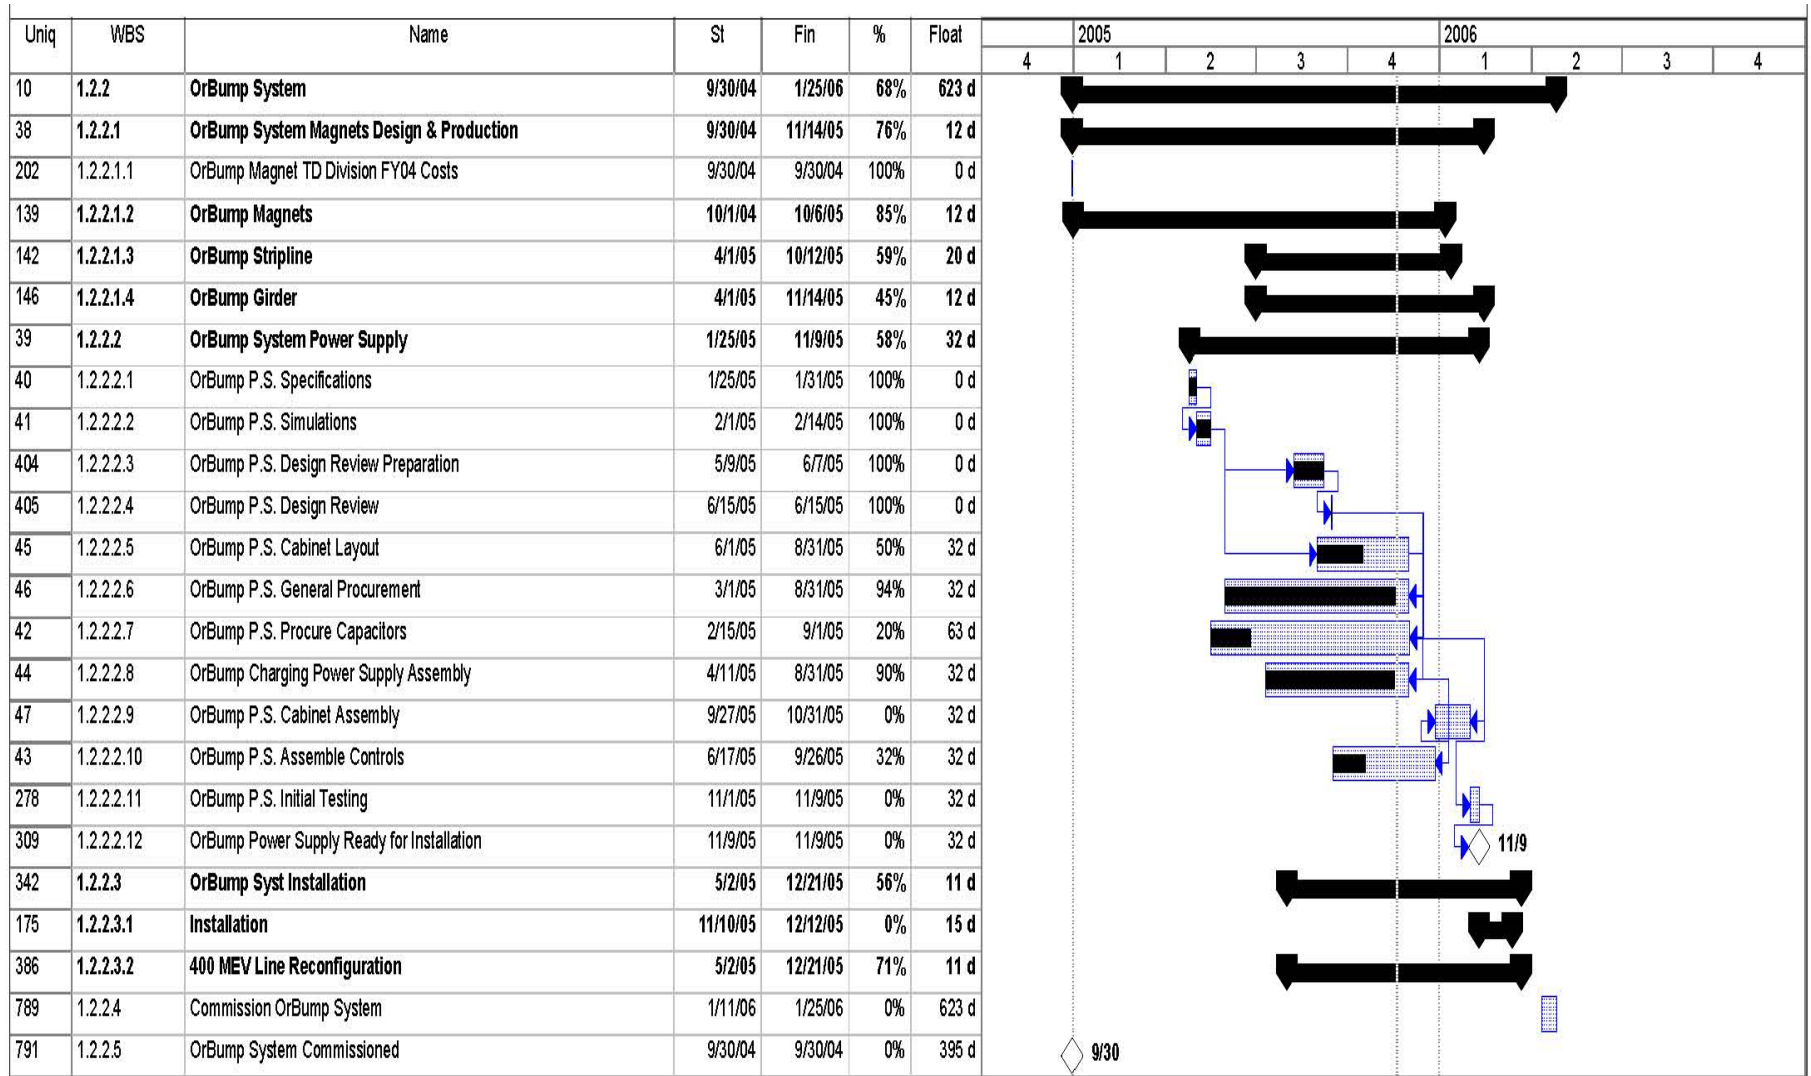 Uniq WBS Name St Fin % Float 2005 2006
4 1 2 3 4 1 2 3 4
10 1.2.2 OrBump System 9/30/04 1/25/06 68% 623 d
38 1.2.2.1 OrBump System Magnets Design & Production 9/30/04 11/14/05 76% 12 d
202 1.2.2.1.1 OrBump Magnet TD Division FY04 Costs 9/30/04 9/30/04 100% 0 d
139 1.2.2.1.2 OrBump Magnets 10/1/04 10/6/05 85% 12 d
142 1.2.2.1.3 OrBump Stripline 4/1/05 10/12/05 59% 20 d
146 1.2.2.1.4 OrBump Girder 4/1/05 11/14/05 45% 12 d
39 1.2.2.2 OrBump System Power Supply 1/25/05 11/9/05 58% 32 d
40 1.2.2.2.1 OrBump P.S. Specifications 1/25/05 1/31/05 100% 0 d
41 1.2.2.2.2 OrBump P.S. Simulations 2/1/05 2/14/05 100% 0 d
404 1.2.2.2.3 OrBump P.S. Design Review Preparation 5/9/05 6/7/05 100% 0 d
405 1.2.2.2.4 OrBump P.S. Design Review 6/15/05 6/15/05 100% 0 d
45 1.2.2.2.5 OrBump P.S. Cabinet Layout 6/1/05 8/31/05 50% 32 d
46 1.2.2.2.6 OrBump P.S. General Procurement 3/1/05 8/31/05 94% 32 d
42 1.2.2.2.7 OrBump P.S. Procure Capacitors 2/15/05 9/1/05 20% 63 d
44 1.2.2.2.8 OrBump Charging Power Supply Assembly 4/11/05 8/31/05 90% 32 d
47 1.2.2.2.9 OrBump P.S. Cabinet Assembly 9/27/05 10/31/05 0% 32 d
43 1.2.2.2.10 OrBump P.S. Assemble Controls 6/17/05 9/26/05 32% 32 d
278 1.2.2.2.11 OrBump P.S. Initial Testing 11/1/05 11/9/05 0% 32 d
309 1.2.2.2.12 OrBump Power Supply Ready for Installation 11/9/05 11/9/05 0% 32 d 11/9
342 1.2.2.3 OrBump Syst Installation 5/2/05 12/21/05 56% 11 d
175 1.2.2.3.1 Installation 11/10/05 12/12/05 0% 15 d
386 1.2.2.3.2 400 MEV Line Reconfiguration 5/2/05 12/21/05 71% 11 d
789 1.2.2.4 Commission OrBump System 1/11/06 1/25/06 0% 623 d
791 1.2.2.5 OrBump System Commissioned 9/30/04 9/30/04 0% 395 d 9/30